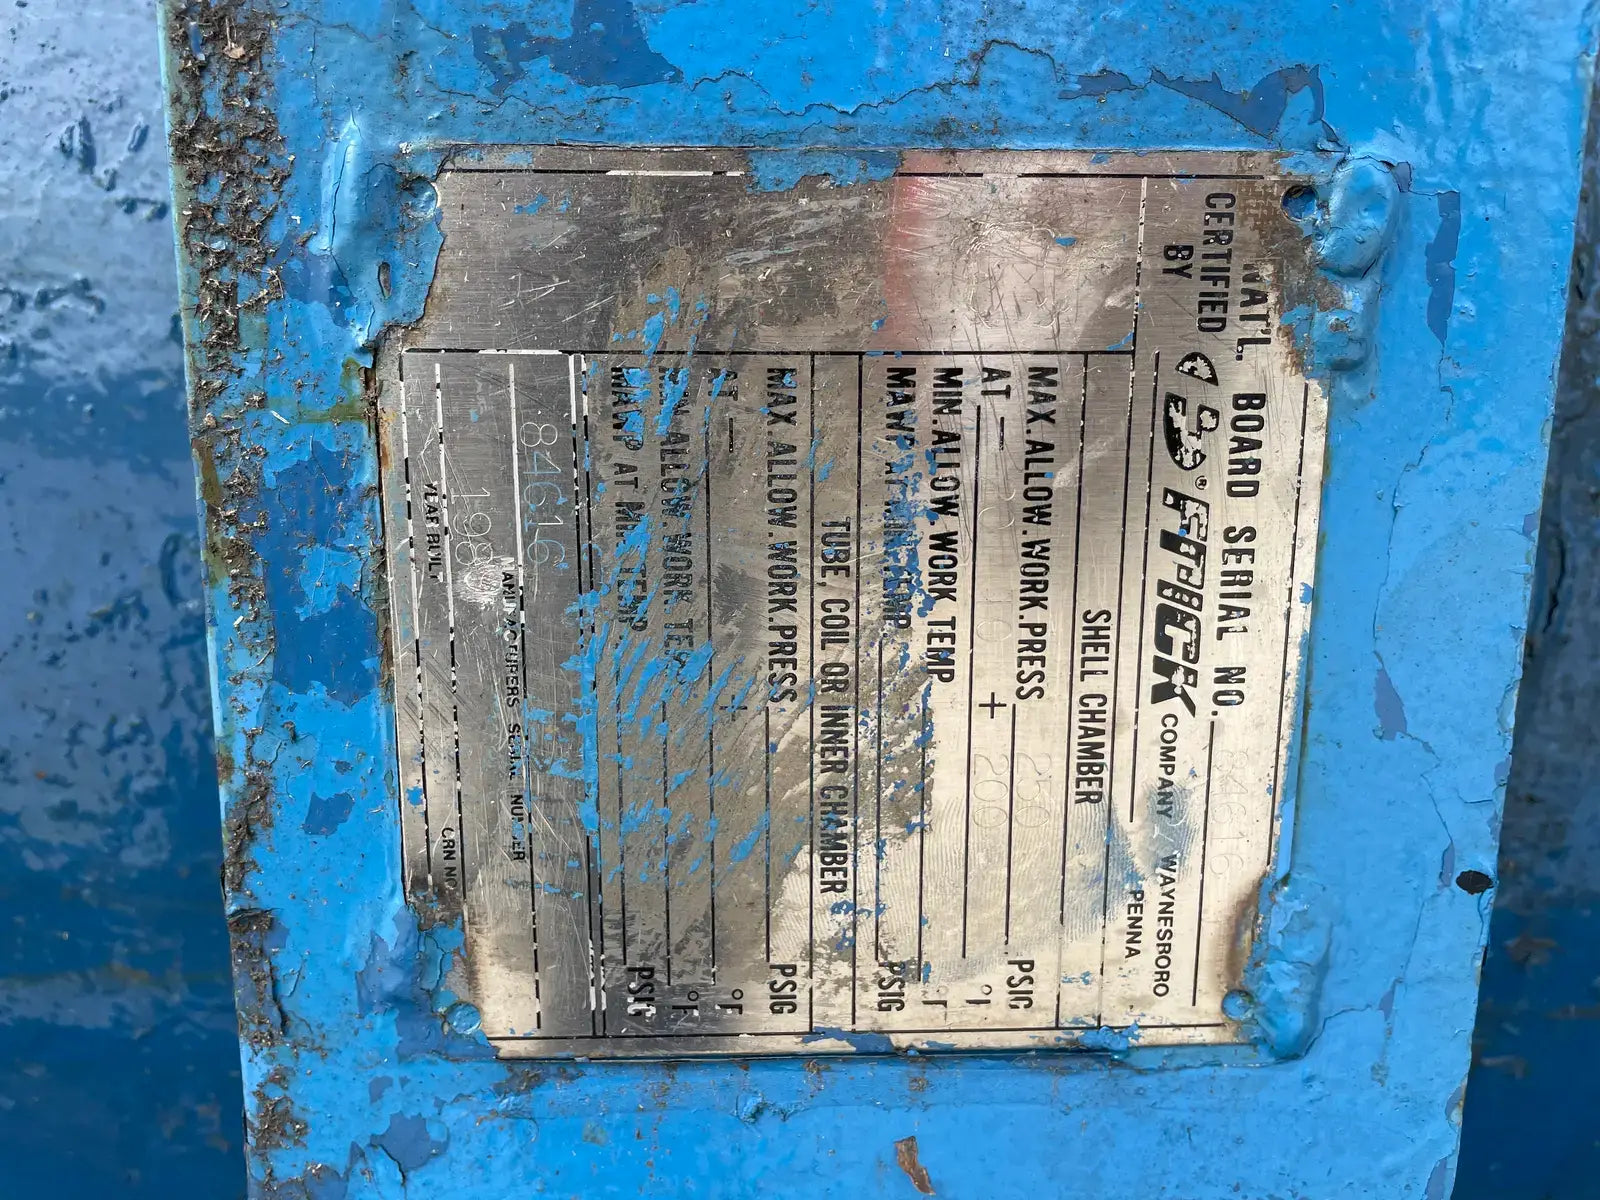 NAT'L. BOARD SERIAL NO. 84616
CERTIFIED BY FRICK® COMPANY WAYNESBORO PENNA.
SHELL CHAMBER
MAX. ALLOW. WORK. PRESS 250 PSIG
AT — + 200 °F
MIN. ALLOW. WORK TEMP °F
MAWP AT MIN TEMP PSIG
TUBE, COIL OR INNER CHAMBER
MAX. ALLOW. WORK. PRESS PSIG
AT — + °F
MIN. ALLOW. WORK TEMP °F
MAWP AT MIN TEMP PSIG
84616
MANUFACTURERS SERIAL NUMBER
YEAR BUILT CRN NO.